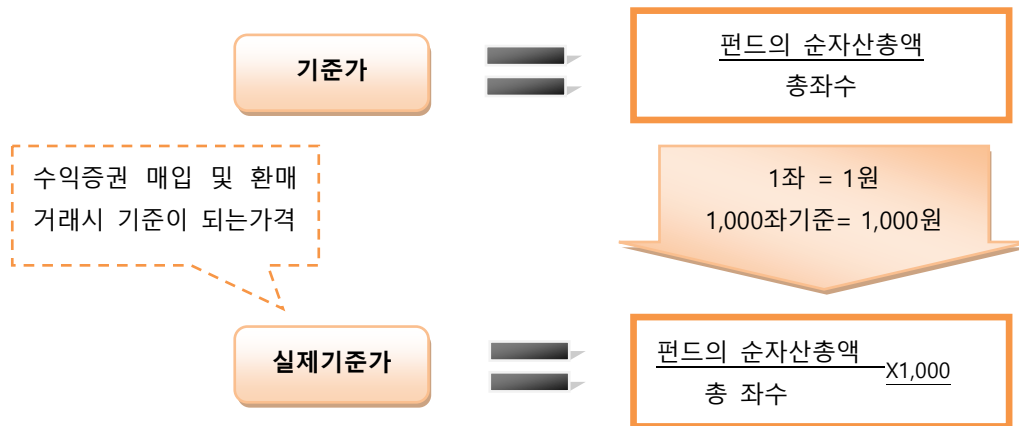 기준가
펀드의 순자산총액
총좌수
수익증권 매입 및 환매
거래시 기준이 되는가격
1좌 = 1원
1,000좌기준= 1,000원
실제기준가
펀드의 순자산총액
X1,000
총 좌수